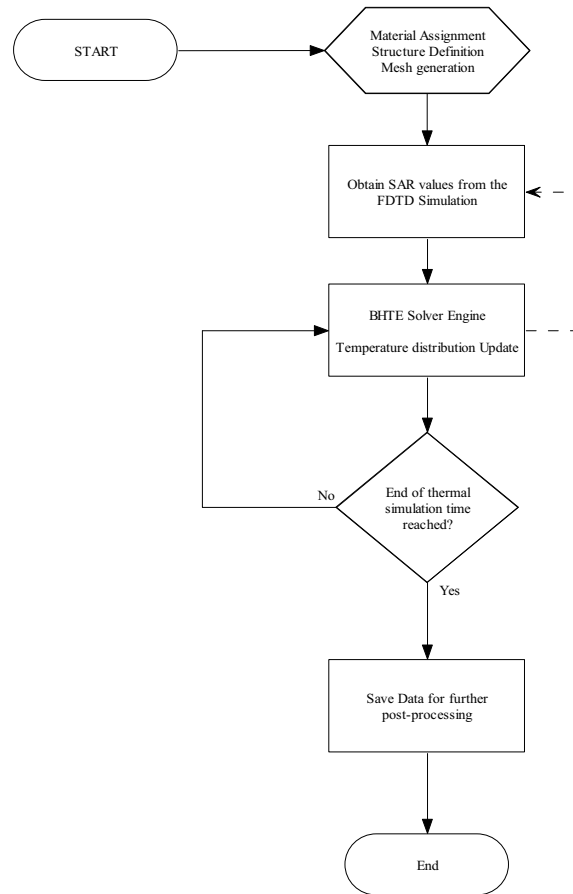 START
Material Assignment
Structure Definition
Mesh generation
Obtain SAR values from the
FDTD Simulation
BHTE Solver Engine
Temperature distribution Update
End of thermal
simulation time
reached?
No
Yes
Save Data for further
post-processing
End